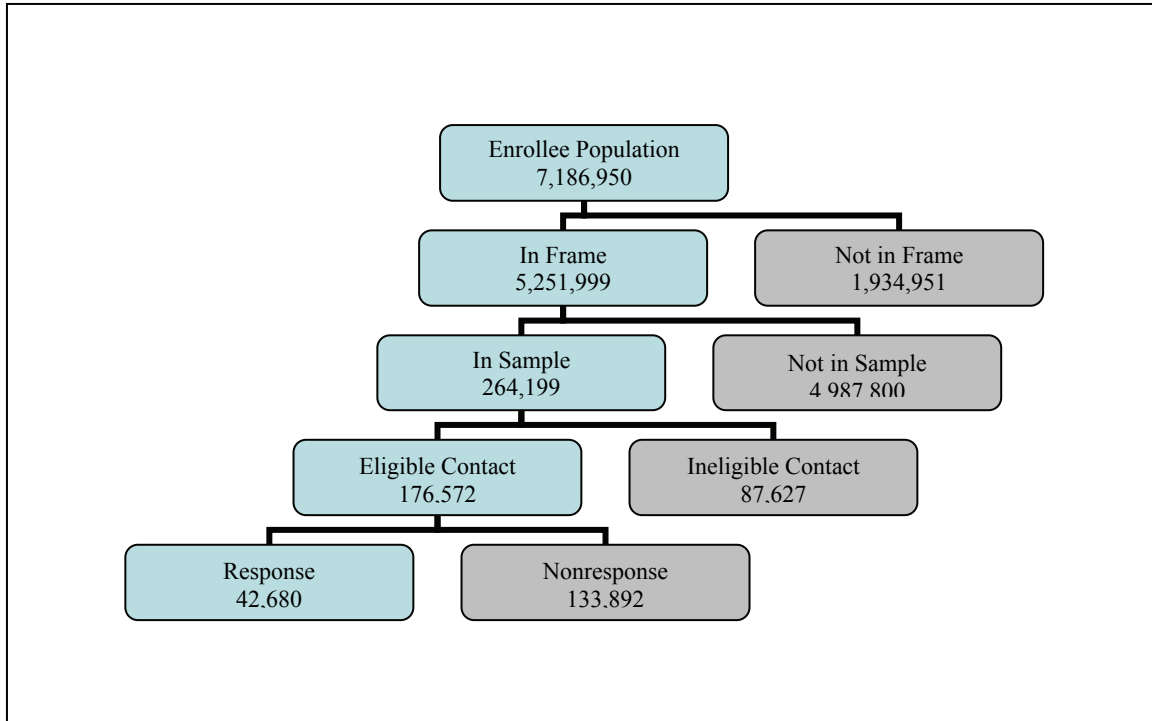 Enrollee Population
7,186,950
In Frame
5,251,999
Not in Frame
1,934,951
In Sample
264,199
Not in Sample
4,987,800
Eligible Contact
176,572
Ineligible Contact
87,627
Response
42,680
Nonresponse
133,892